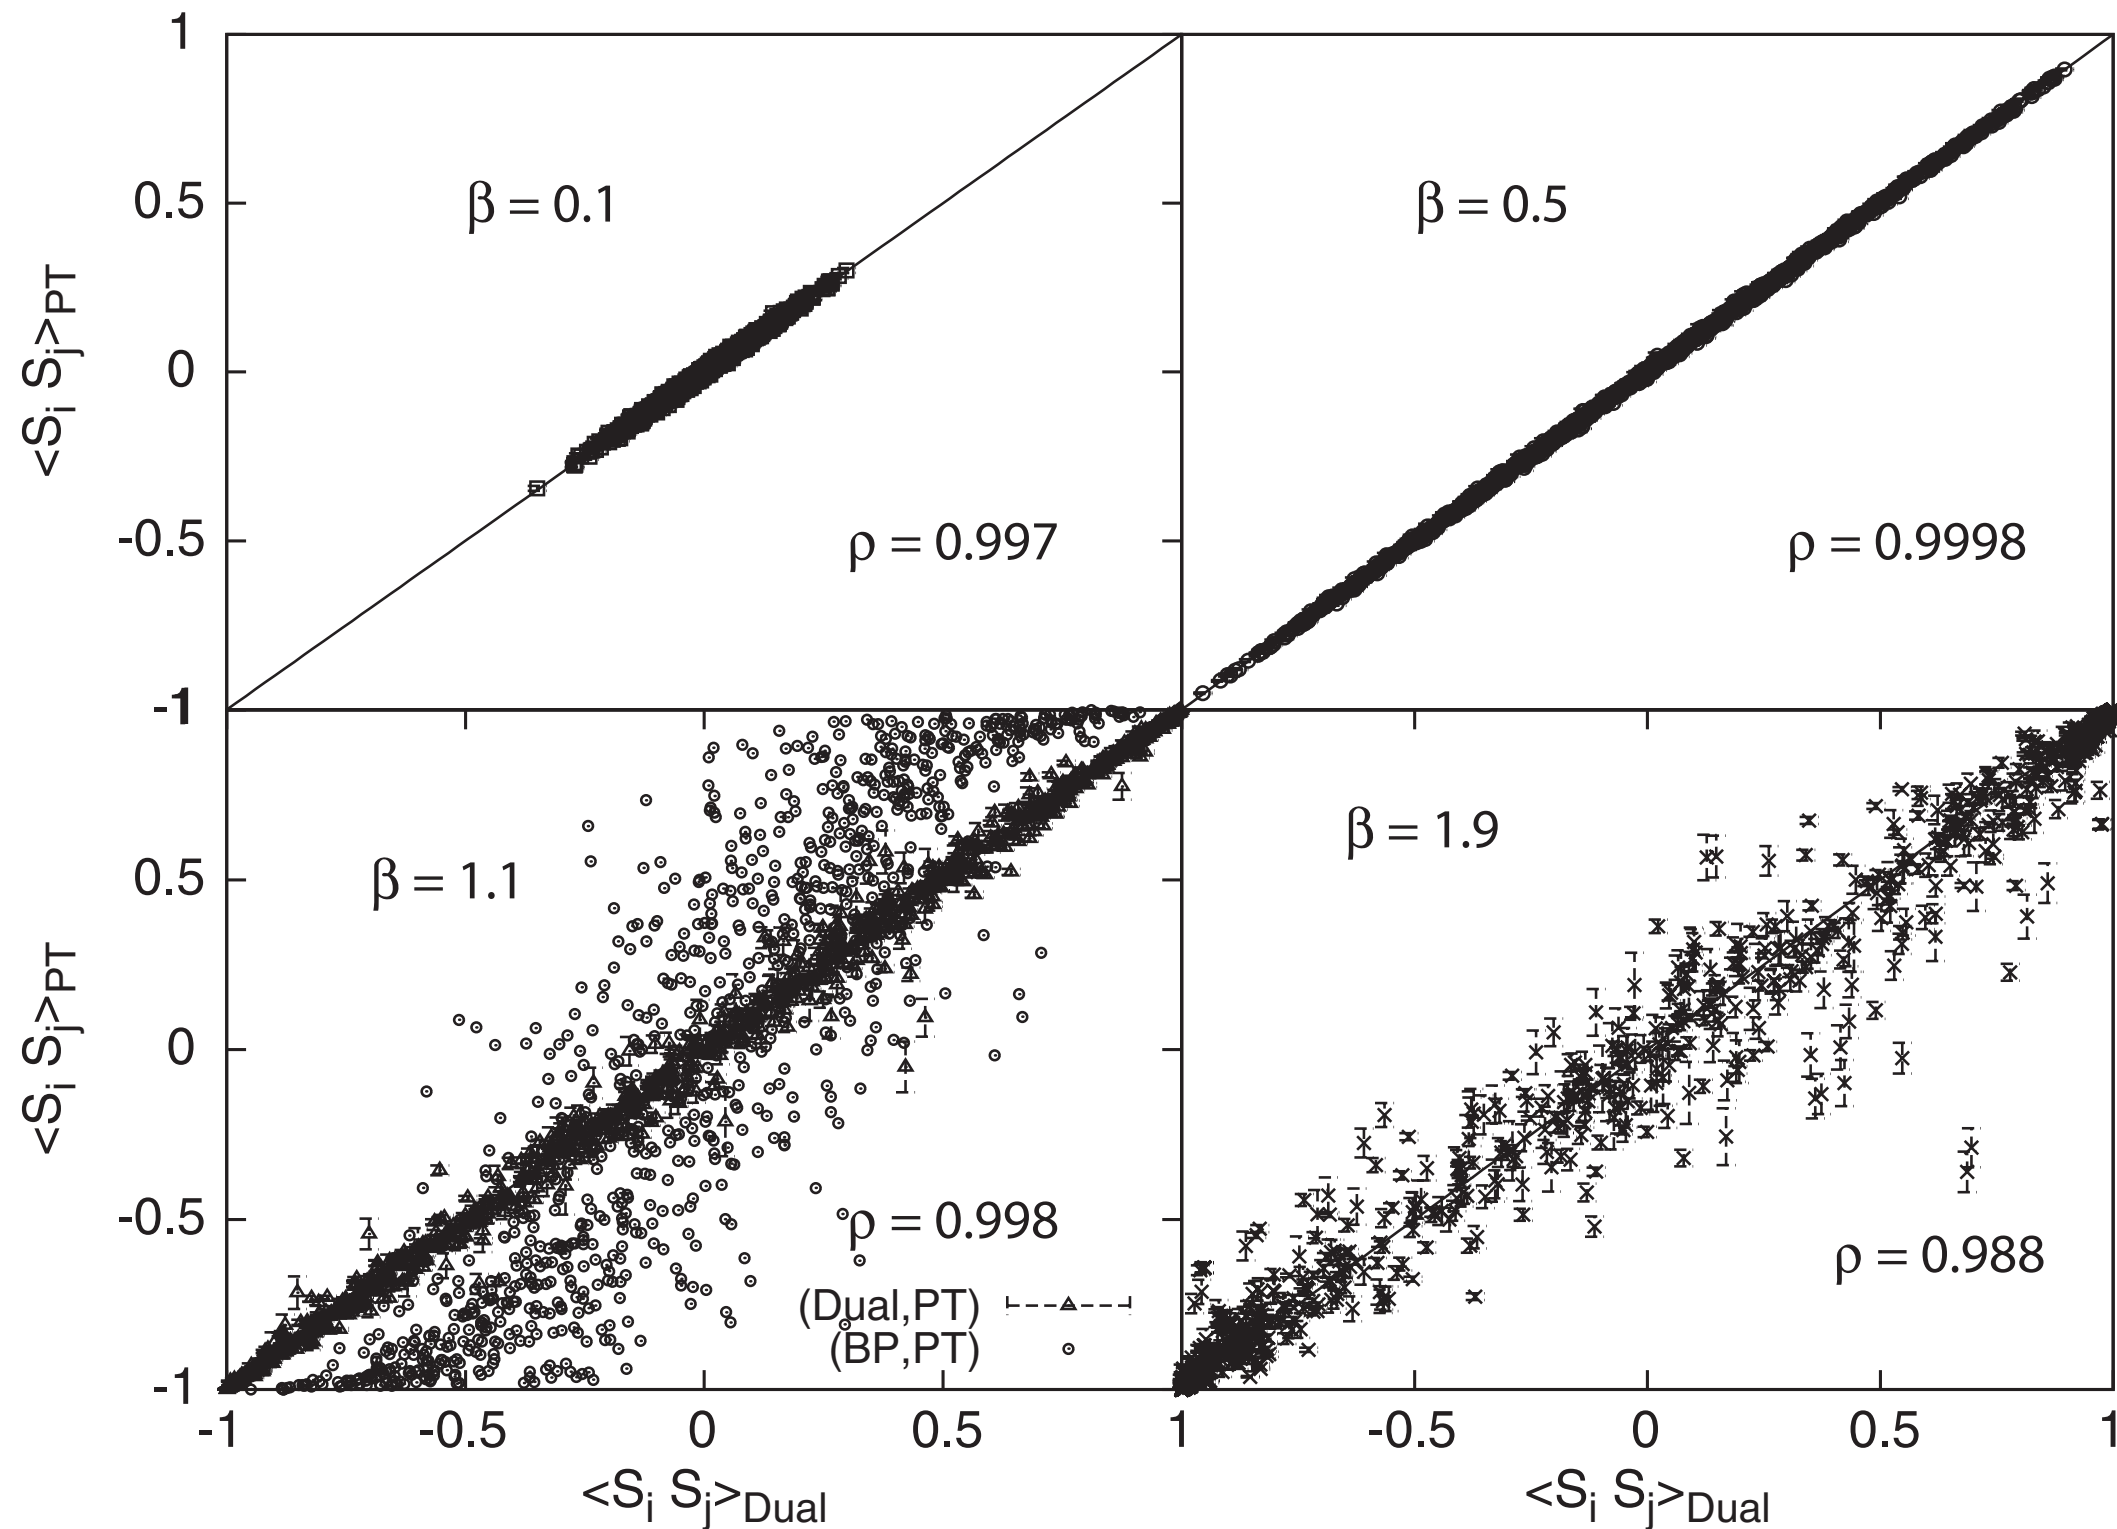 1
0.5
0
-0.5
-1
<Si Sj>PT
β = 0.1
ρ = 0.997
β = 0.5
ρ = 0.9998
0.5
0
-0.5
-1
<Si Sj>PT
β = 1.1
ρ = 0.998
(Dual,PT)
(BP,PT)
β = 1.9
ρ = 0.988
-1 -0.5 0 0.5 1 -0.5 0 0.5 1
<Si Sj>Dual
<Si Sj>Dual